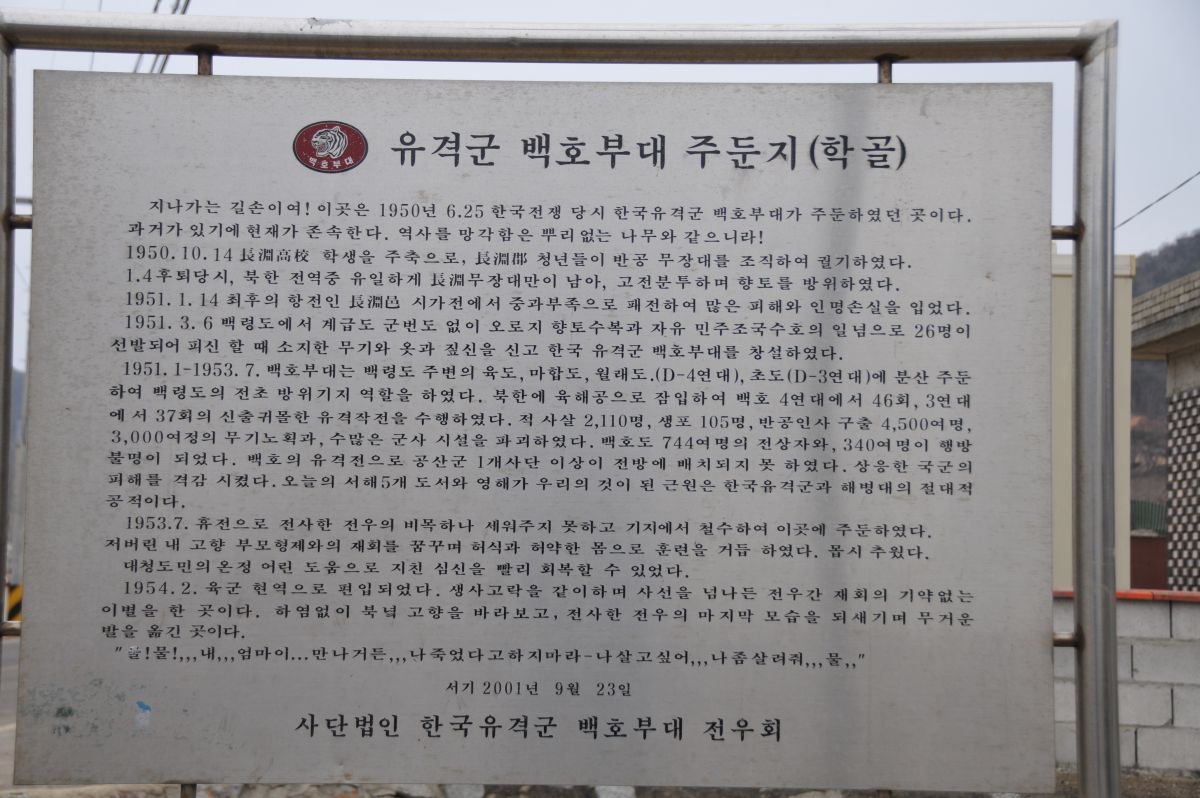 백호부대
유격군 백호부대 주둔지(학골)
지나가는 길손이여! 이곳은 1950년 6.25 한국전쟁 당시 한국유격군 백호부대가 주둔하였던 곳이다.
과거가 있기에 현재가 존속한다. 역사를 망각함은 뿌리없는 나무와 같으니라!
1950.10.14 長淵高校 학생을 주축으로, 長淵郡 청년들이 반공 무장대를 조직하여 궐기하였다.
1.4후퇴당시, 북한 전역중 유일하게 長淵무장대만이 남아, 고전분투하며 향토를 방위하였다.
1951.1.14 최후의 항전인 長淵邑 시가전에서 중과부족으로 패전하여 많은 피해와 인명손실을 입었다.
1951.3.6 백령도에서 계급도 군번도 없이 오로지 향토수복과 자유 민주조국수호의 일념으로 26명이
선발되어 피신 할 때 소지한 무기와 옷과 짚신을 신고 한국 유격군 백호부대를 창설하였다.
1951.1-1953.7. 백호부대는 백령도 주변의 육도, 마합도, 월래도.(D-4연대), 초도(D-3연대)에 분산 주둔
하여 백령도의 전초 방위기지 역할을 하였다. 북한에 육해공으로 잠입하여 백호 4연대에서 46회, 3연대
에서 37회의 신출귀몰한 유격작전을 수행하였다. 적 사살 2,110명, 생포 105명, 반공인사 구출 4,500여명,
3,000여정의 무기노획과, 수많은 군사 시설을 파괴하였다. 백호도 744여명의 전상자와, 340여명이 행방
불명이 되었다. 백호의 유격전으로 공산군 1개사단 이상이 전방에 배치되지 못 하였다. 상응한 국군의
피해를 격감 시켰다. 오늘의 서해5개 도서와 영해가 우리의 것이 된 근원은 한국유격군과 해병대의 절대적
공적이다.
1953.7. 휴전으로 전사한 전우의 비목하나 세워주지 못하고 기지에서 철수하여 이곳에 주둔하였다.
저버린 내 고향 부모형제와의 재회를 꿈꾸며 허식과 허약한 몸으로 훈련을 거듭 하였다. 몹시 추웠다.
대청도민의온정 어린 도움으로 지친 심신을 빨리 회복할 수 있었다.
1954.2. 육군 현역으로 편입되었다. 생사고락을 같이하며 사선을 넘나든 전우간 재회의 기약없는
이별을 한 곳이다. 하염없이 북녘 고향을 바라보고, 전사한 전우의 마지막 모습을 되새기며 무거운
발을 옮긴 곳이다.
"물!물!,,,내,,,엄마이...만나거든,,,나죽었다고하지마라-나살고싶어,,,나좀살려줘,,,물,,"
서기 2001년 9월 23일
사단법인 한국유격군 백호부대 전우회